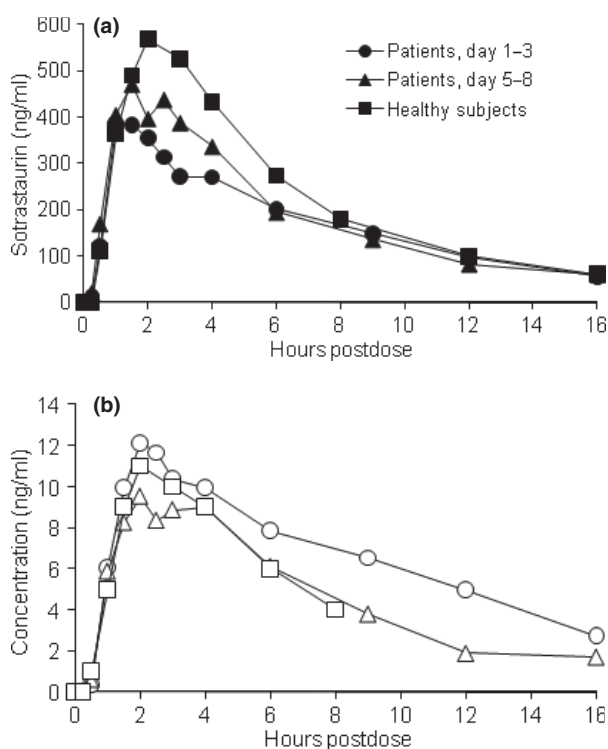 (a)
600
500
400
300
200
100
0
Sotrastaurin (ng/ml)
Patients, day 1–3
Patients, day 5–8
Healthy subjects
0 2 4 6 8 10 12 14 16
Hours postdose
(b)
14
12
10
8
6
4
2
0
Concentration (ng/ml)
0 2 4 6 8 10 12 14 16
Hours postdose